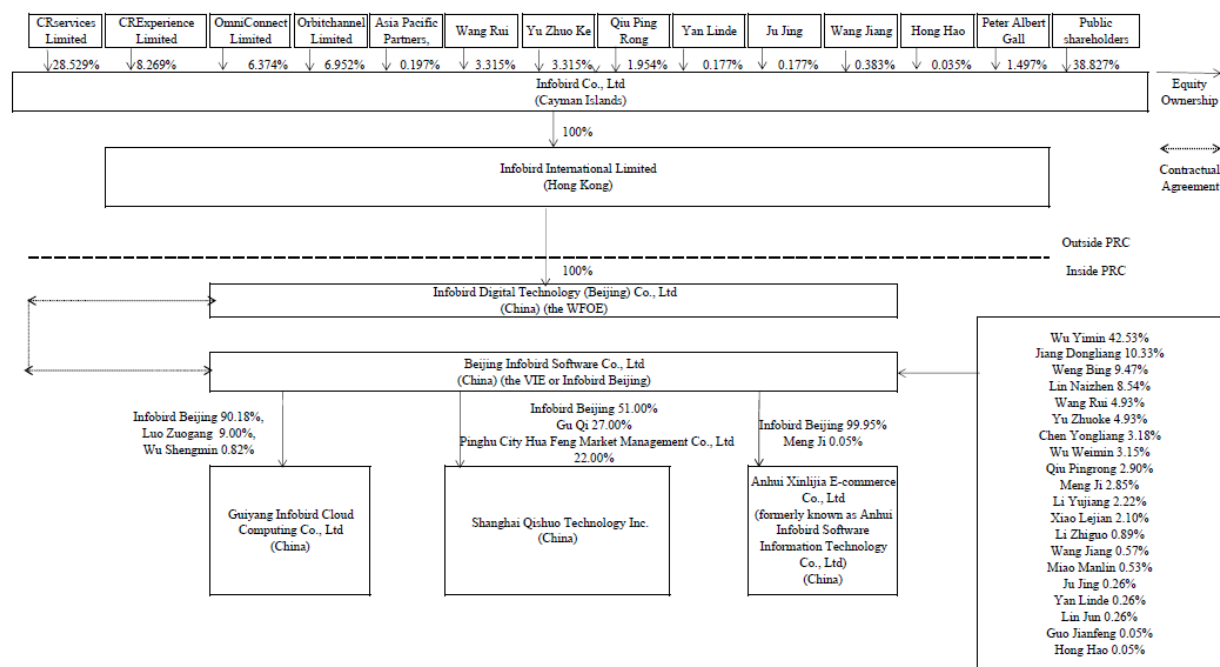 CRservices
Limited
CRExperience
Limited
OmniConnect
Limited
Orbitchannel
Limited
Asia Pacific
Partners,
Wang Rui
Yu Zhuo Ke
Qiu Ping
Rong
Yan Linde
Ju Jing
Wang Jiang
Hong Hao
Peter Albert
Gall
Public
shareholders
28.529%
8.269%
6.374%
6.952%
0.197%
3.315%
3.315%
1.954%
0.177%
0.177%
0.383%
0.035%
1.497%
38.827%
Infobird Co., Ltd
(Cayman Islands)
Equity
Ownership
100%
Infobird International Limited
(Hong Kong)
Contractual
Agreement
Outside PRC
Inside PRC
100%
Infobird Digital Technology (Beijing) Co., Ltd
(China) (the WFOE)
Beijing Infobird Software Co., Ltd
(China) (the VIE or Infobird Beijing)
Wu Yimin 42.53%
Jiang Dongliang 10.33%
Weng Bing 9.47%
Lin Naizhen 8.54%
Wang Rui 4.93%
Yu Zhuoke 4.93%
Chen Yongliang 3.18%
Wu Weimin 3.15%
Qiu Pingrong 2.90%
Meng Ji 2.85%
Li Yujiang 2.22%
Xiao Lejian 2.10%
Li Zhiguo 0.89%
Wang Jiang 0.57%
Miao Manlin 0.53%
Ju Jing 0.26%
Yan Linde 0.26%
Lin Jun 0.26%
Guo Jianfeng 0.05%
Hong Hao 0.05%
Infobird Beijing 90.18%,
Luo Zuogang 9.00%,
Wu Shengmin 0.82%
Infobird Beijing 51.00%
Gu Qi 27.00%
Pinghu City Hua Feng Market Management Co., Ltd
22.00%
Infobird Beijing 99.95%
Meng Ji 0.05%
Guiyang Infobird Cloud
Computing Co., Ltd
(China)
Shanghai Qishuo Technology Inc.
(China)
Anhui Xinlijia E-commerce
Co., Ltd
(formerly known as Anhui
Infobird Software
Information Technology
Co., Ltd)
(China)